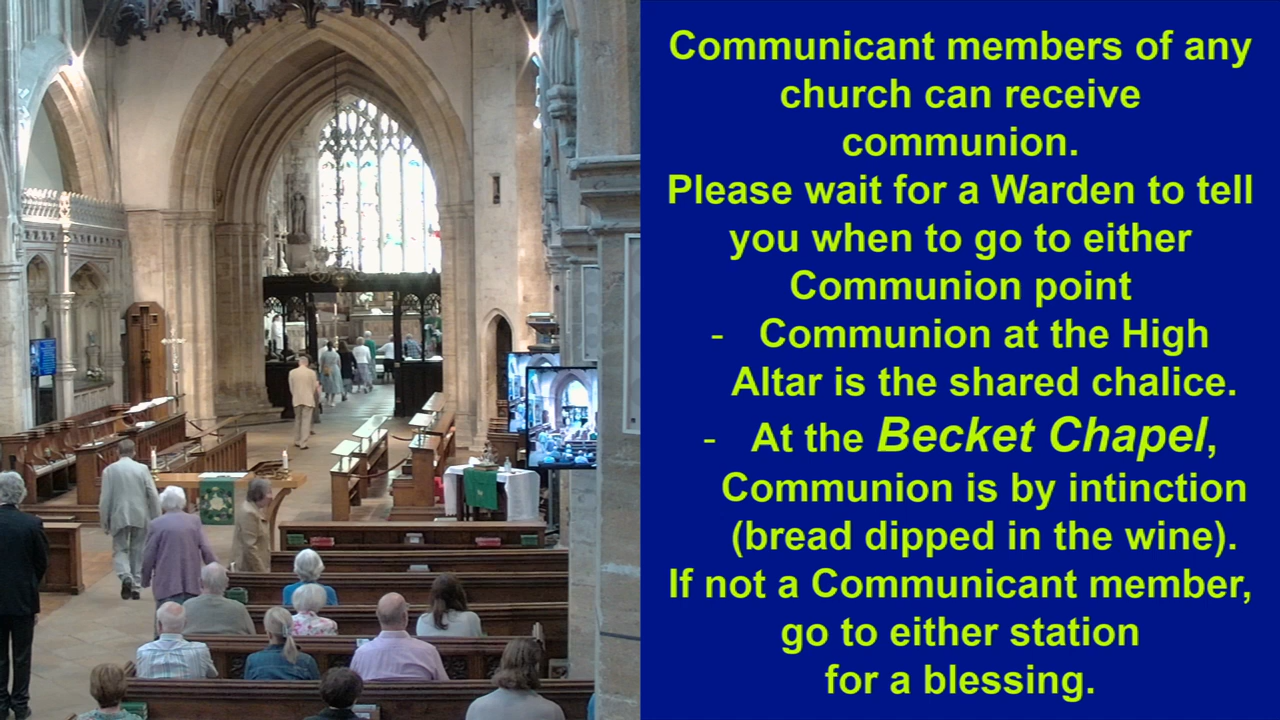 Communicant members of any
church can receive
communion.
Please wait for a Warden to tell
you when to go to either
Communion point
- Communion at the High
Altar is the shared chalice.
- At the Becket Chapel,
Communion is by intinction
(bread dipped in the wine).
If not a Communicant member,
go to either station
for a blessing.